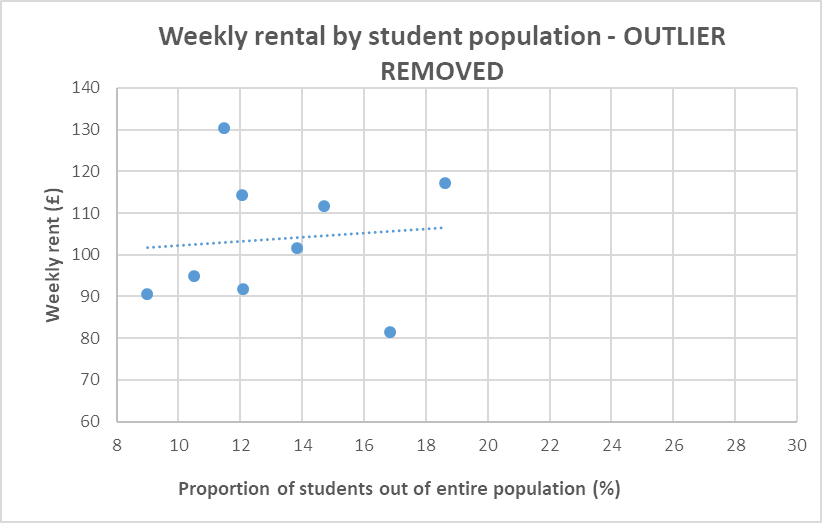 Weekly rental by student population - OUTLIER
REMOVED
140
130
120
110
100
90
80
70
60
Weekly rent (£)
8 10 12 14 16 18 20 22 24 26 28 30
Proportion of students out of entire population (%)